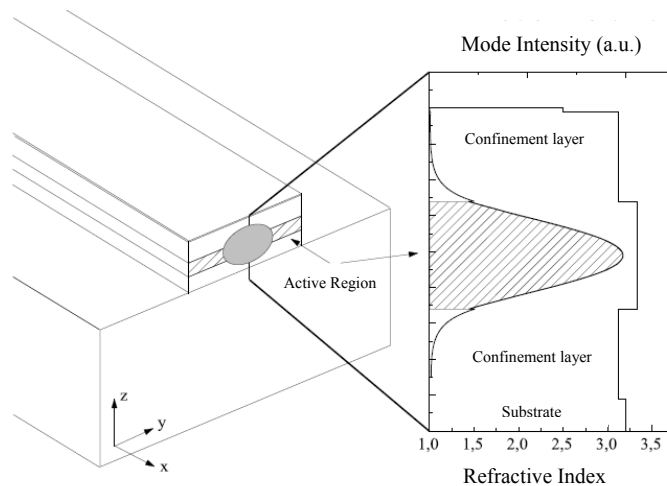 Mode Intensity (a.u.)
Confinement layer
Active Region
Confinement layer
Substrate
z
y
x
1,0 1,5 2,0 2,5 3,0 3,5
Refractive Index